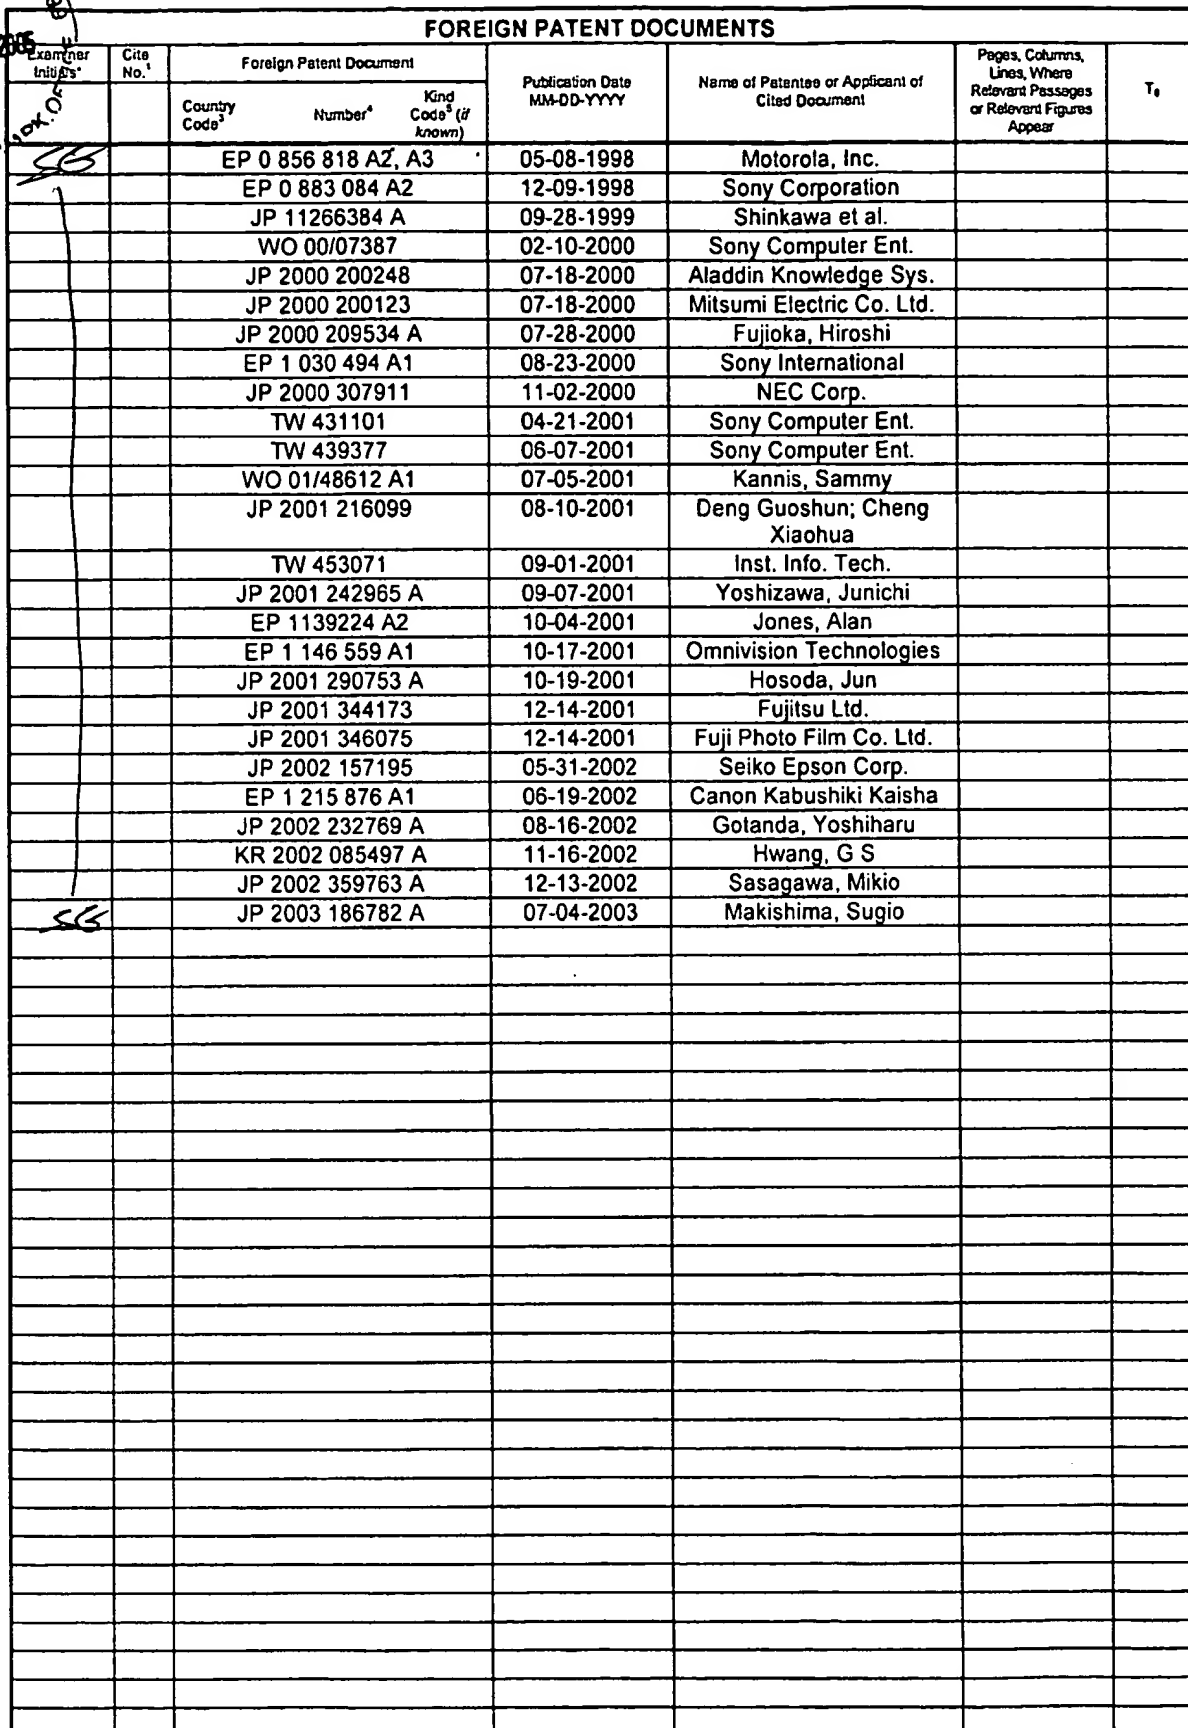 FOREIGN PATENT DOCUMENTS
Examiner Initials* Cite No.¹ Foreign Patent Document Publication Date MM-DD-YYYY Name of Patentee or Applicant of Cited Document Pages, Columns, Lines, Where Relevant Passages or Relevant Figures Appear T₆
Country Code³ Number⁴ Kind Code⁵ (if known)
SG EP 0 856 818 A2, A3 05-08-1998 Motorola, Inc.
EP 0 883 084 A2 12-09-1998 Sony Corporation
JP 11266384 A 09-28-1999 Shinkawa et al.
WO 00/07387 02-10-2000 Sony Computer Ent.
JP 2000 200248 07-18-2000 Aladdin Knowledge Sys.
JP 2000 200123 07-18-2000 Mitsumi Electric Co. Ltd.
JP 2000 209534 A 07-28-2000 Fujioka, Hiroshi
EP 1 030 494 A1 08-23-2000 Sony International
JP 2000 307911 11-02-2000 NEC Corp.
TW 431101 04-21-2001 Sony Computer Ent.
TW 439377 06-07-2001 Sony Computer Ent.
WO 01/48612 A1 07-05-2001 Kannis, Sammy
JP 2001 216099 08-10-2001 Deng Guoshun; Cheng
Xiaohua
TW 453071 09-01-2001 Inst. Info. Tech.
JP 2001 242965 A 09-07-2001 Yoshizawa, Junichi
EP 1139224 A2 10-04-2001 Jones, Alan
EP 1 146 559 A1 10-17-2001 Omnivision Technologies
JP 2001 290753 A 10-19-2001 Hosoda, Jun
JP 2001 344173 12-14-2001 Fujitsu Ltd.
JP 2001 346075 12-14-2001 Fuji Photo Film Co. Ltd.
JP 2002 157195 05-31-2002 Seiko Epson Corp.
EP 1 215 876 A1 06-19-2002 Canon Kabushiki Kaisha
JP 2002 232769 A 08-16-2002 Gotanda, Yoshiharu
KR 2002 085497 A 11-16-2002 Hwang, G S
JP 2002 359763 A 12-13-2002 Sasagawa, Mikio
SG JP 2003 186782 A 07-04-2003 Makishima, Sugio